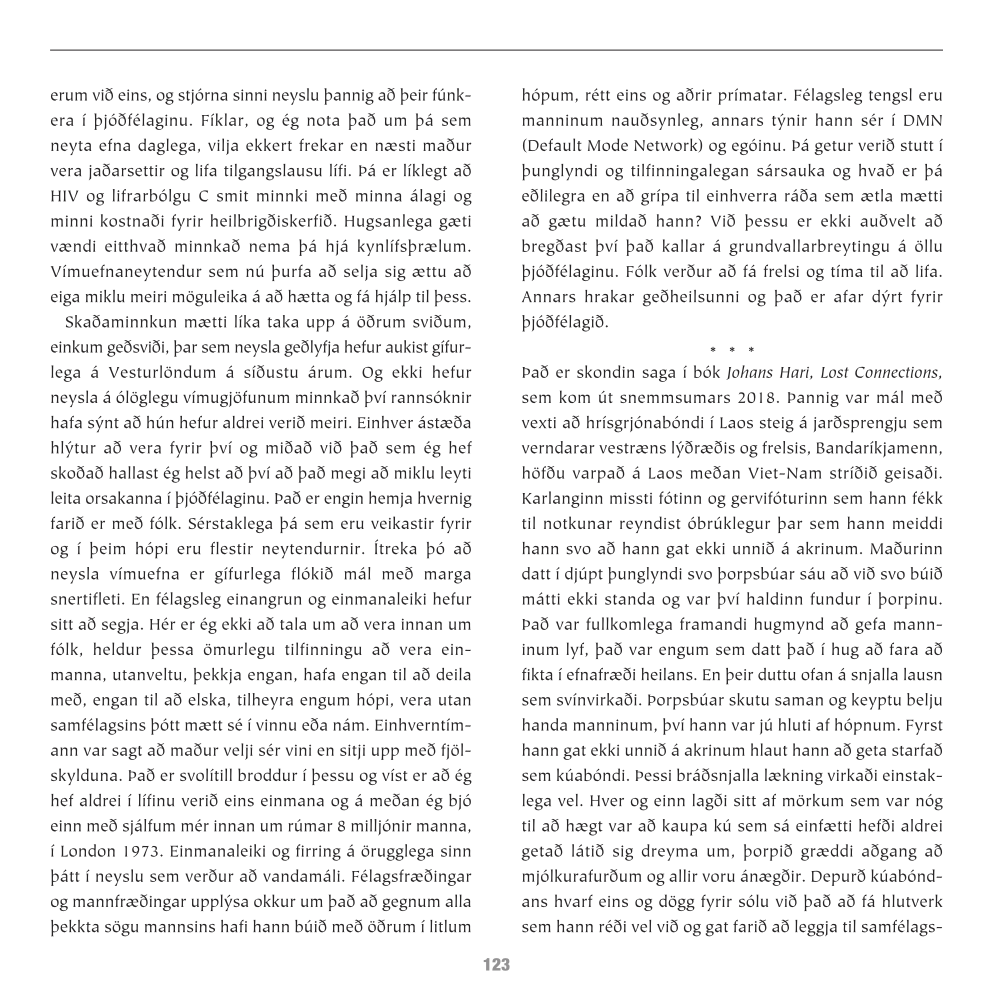 erum við eins, og stjórna sinni neyslu þannig að þeir fúnk-
era í þjóðfélaginu. Fíklar, og ég nota það um þá sem
neyta efna daglega, vilja ekkert frekar en næsti maður
vera jaðarsettir og lifa tilgangslausu lífi. Þá er líklegt að
HIV og lifrarbólgu C smit minnki með minna álagi og
minni kostnaði fyrir heilbrigðiskerfið. Hugsanlega gæti
vændi eitthvað minnkað nema þá hjá kynlífsþrælum.
Vímuefnaneytendur sem nú þurfa að selja sig ættu að
eiga miklu meiri möguleika á að hætta og fá hjálp til þess.
Skaðaminnkun mætti líka taka upp á öðrum sviðum,
einkum geðsviði, þar sem neysla geðlyfja hefur aukist gífur-
lega á Vesturlöndum á síðustu árum. Og ekki hefur
neysla á ólöglegu vímugjöfunum minnkað því rannsóknir
hafa sýnt að hún hefur aldrei verið meiri. Einhver ástæða
hlýtur að vera fyrir því og miðað við það sem ég hef
skoðað hallast ég helst að því að það megi að miklu leyti
leita orsakanna í þjóðfélaginu. Það er engin hemja hvernig
farið er með fólk. Sérstaklega þá sem eru veikastir fyrir
og í þeim hópi eru flestir neytendurnir. Ítreka þó að
neysla vímuefna er gífurlega flókið mál með marga
snertifleti. En félagsleg einangrun og einmanaleiki hefur
sitt að segja. Hér er ég ekki að tala um að vera innan um
fólk, heldur þessa ömurlegu tilfinningu að vera ein-
manna, utanveltu, þekkja engan, hafa engan til að deila
með, engan til að elska, tilheyra engum hópi, vera utan
samfélagsins þótt mætt sé í vinnu eða nám. Einhverntím-
ann var sagt að maður velji sér vini en sitji upp með fjöl-
skylduna. Það er svolítill broddur í þessu og víst er að ég
hef aldrei í lífinu verið eins einmana og á meðan ég bjó
einn með sjálfum mér innan um rúmar 8 milljónir manna,
í London 1973. Einmanaleiki og firring á örugglega sinn
þátt í neyslu sem verður að vandamáli. Félagsfræðingar
og mannfræðingar upplýsa okkur um það að gegnum alla
þekkta sögu mannsins hafi hann búið með öðrum í litlum
hópum, rétt eins og aðrir prímatar. Félagsleg tengsl eru
manninum nauðsynleg, annars týnir hann sér í DMN
(Default Mode Network) og egóinu. Þá getur verið stutt í
þunglyndi og tilfinningalegan sársauka og hvað er þá
eðlilegra en að grípa til einhverra ráða sem ætla mætti
að gætu mildað hann? Við þessu er ekki auðvelt að
bregðast því það kallar á grundvallarbreytingu á öllu
þjóðfélaginu. Fólk verður að fá frelsi og tíma til að lifa.
Annars hrakar geðheilsunni og það er afar dýrt fyrir
þjóðfélagið.
* * *
Það er skondin saga í bók Johans Hari, Lost Connections,
sem kom út snemmsumars 2018. Þannig var mál með
vexti að hrísgrjónabóndi í Laos steig á jarðsprengju sem
verndarar vestræns lýðræðis og frelsis, Bandaríkjamenn,
höfðu varpað á Laos meðan Viet-Nam stríðið geisaði.
Karlanginn missti fótinn og gervifóturinn sem hann fékk
til notkunar reyndist óbrúklegur þar sem hann meiddi
hann svo að hann gat ekki unnið á akrinum. Maðurinn
datt í djúpt þunglyndi svo þorpsbúar sáu að við svo búið
mátti ekki standa og var því haldinn fundur í þorpinu.
Það var fullkomlega framandi hugmynd að gefa mann-
inum lyf, það var engum sem datt það í hug að fara að
fikta í efnafræði heilans. En þeir duttu ofan á snjalla lausn
sem svínvirkaði. Þorpsbúar skutu saman og keyptu belju
handa manninum, því hann var jú hluti af hópnum. Fyrst
hann gat ekki unnið á akrinum hlaut hann að geta starfað
sem kúabóndi. Þessi bráðsnjalla lækning virkaði einstak-
lega vel. Hver og einn lagði sitt af mörkum sem var nóg
til að hægt var að kaupa kú sem sá einfætti hefði aldrei
getað látið sig dreyma um, þorpið græddi aðgang að
mjólkurafurðum og allir voru ánægðir. Depurð kúabónd-
ans hvarf eins og dögg fyrir sólu við það að fá hlutverk
sem hann réði vel við og gat farið að leggja til samfélags-
123